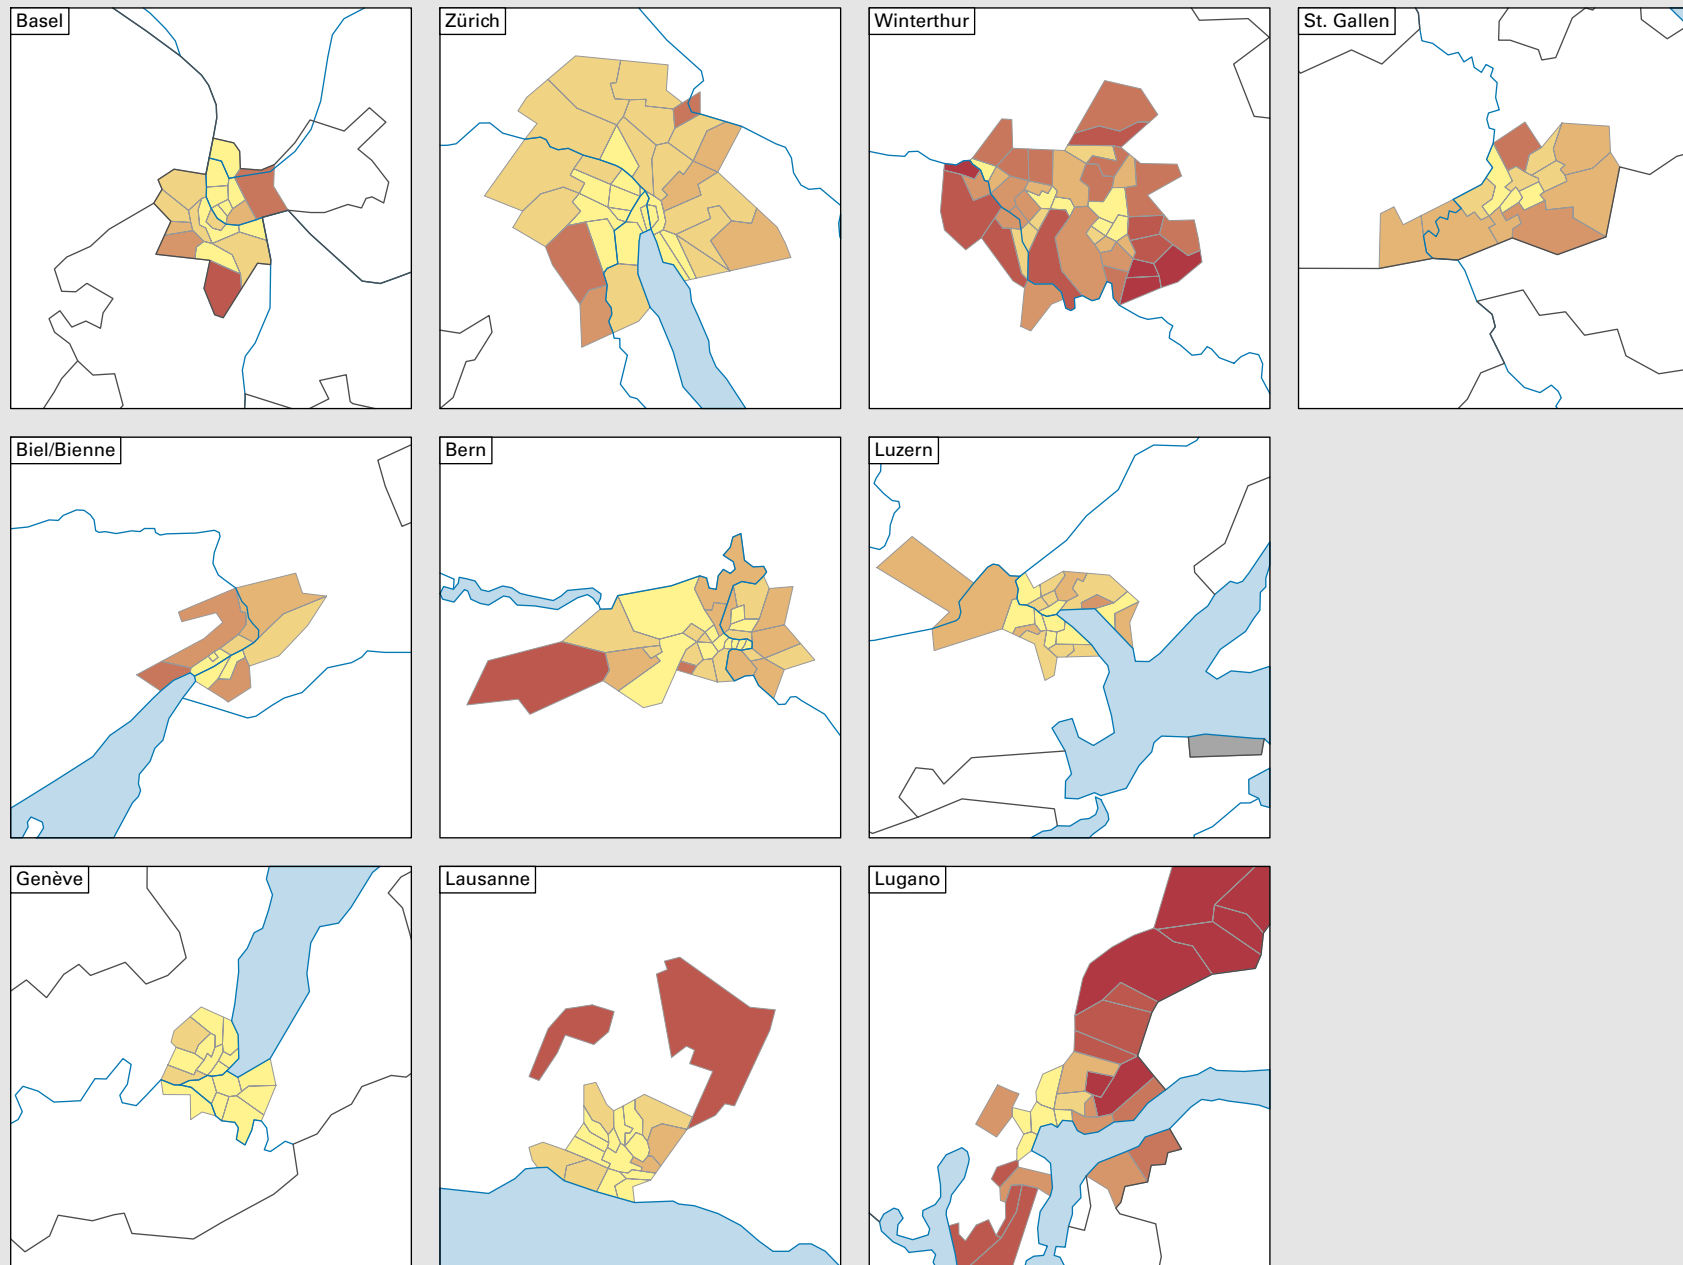 Basel
Zürich
Winterthur
St. Gallen
Biel/Bienne
Bern
Luzern
Genève
Lausanne
Lugano